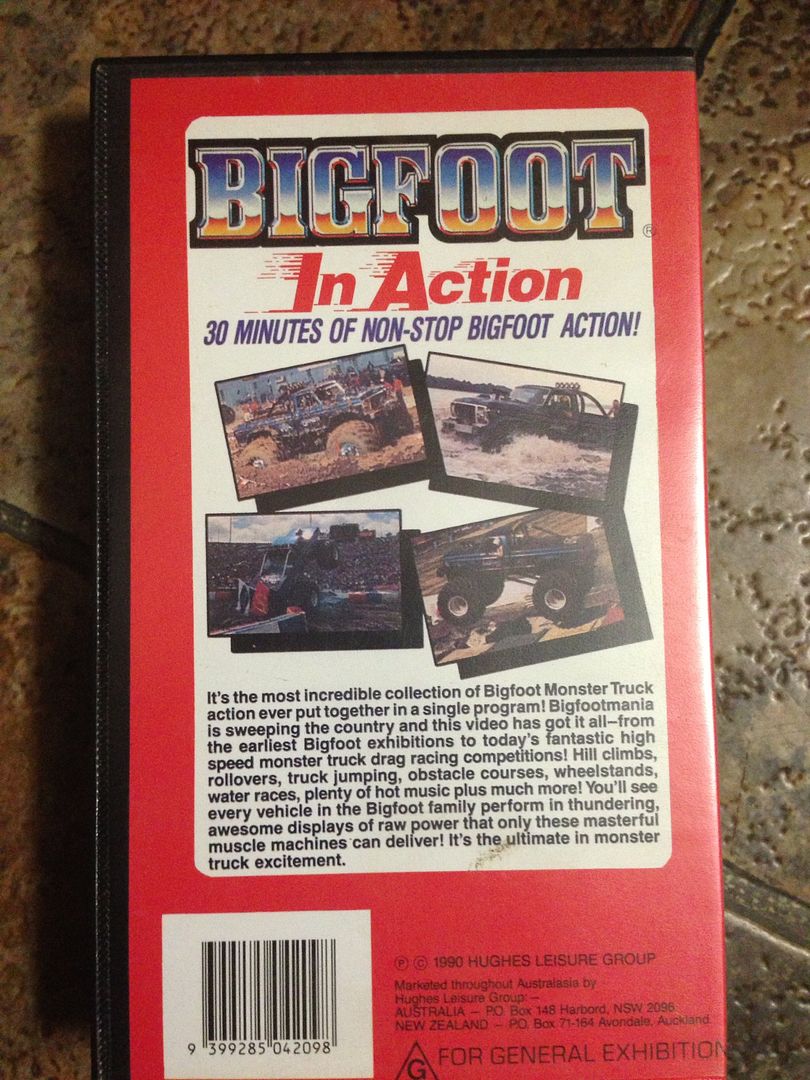 BIGFOOT®
In Action
30 MINUTES OF NON-STOP BIGFOOT ACTION!
It's the most incredible collection of Bigfoot Monster Truck
action ever put together in a single program! Bigfootmania
is sweeping the country and this video has got it all–from
the earliest Bigfoot exhibitions to today's fantastic high
speed monster truck drag racing competitions! Hill climbs,
rollovers, truck jumping, obstacle courses, wheelstands,
water races, plenty of hot music plus much more! You'll see
every vehicle in the Bigfoot family perform in thundering,
awesome displays of raw power that only these masterful
muscle machines can deliver! It's the ultimate in monster
truck excitement.
℗ © 1990 HUGHES LEISURE GROUP
Marketed throughout Australasia by
Hughes Leisure Group:–
AUSTRALIA – P.O. Box 148 Harbord, NSW 2096.
NEW ZEALAND – P.O. Box 71-164 Avondale, Auckland.
9 399285 042098
G FOR GENERAL EXHIBITION